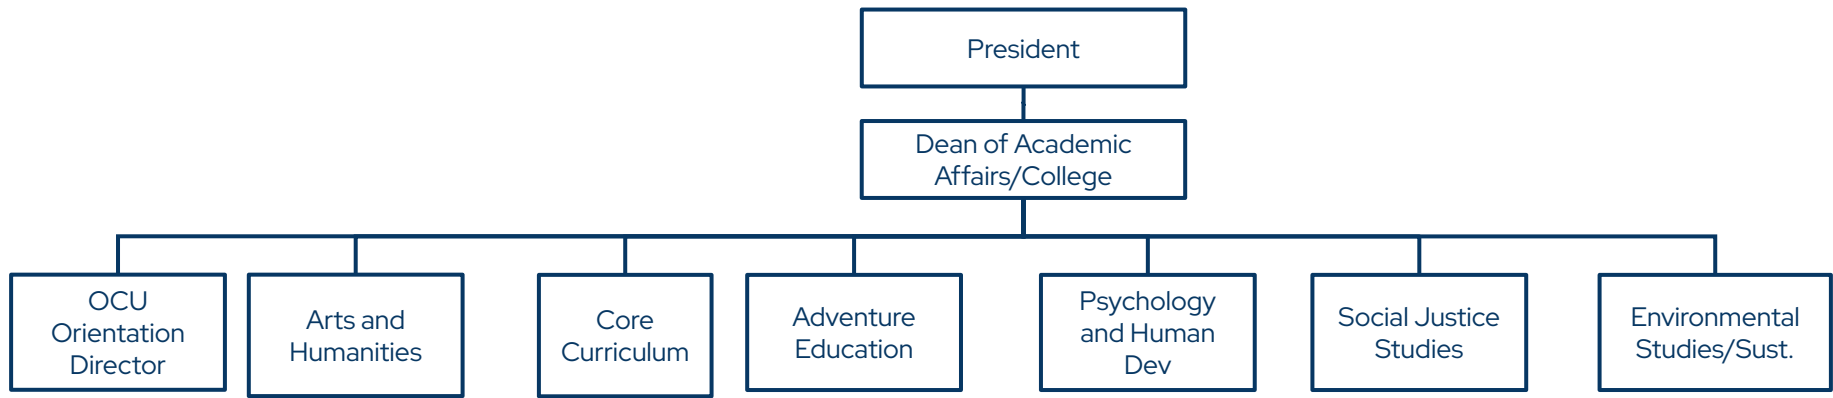 President
Dean of Academic
Affairs/College
OCU
Orientation
Director
Arts and
Humanities
Core
Curriculum
Adventure
Education
Psychology
and Human
Dev
Social Justice
Studies
Environmental
Studies/Sust.